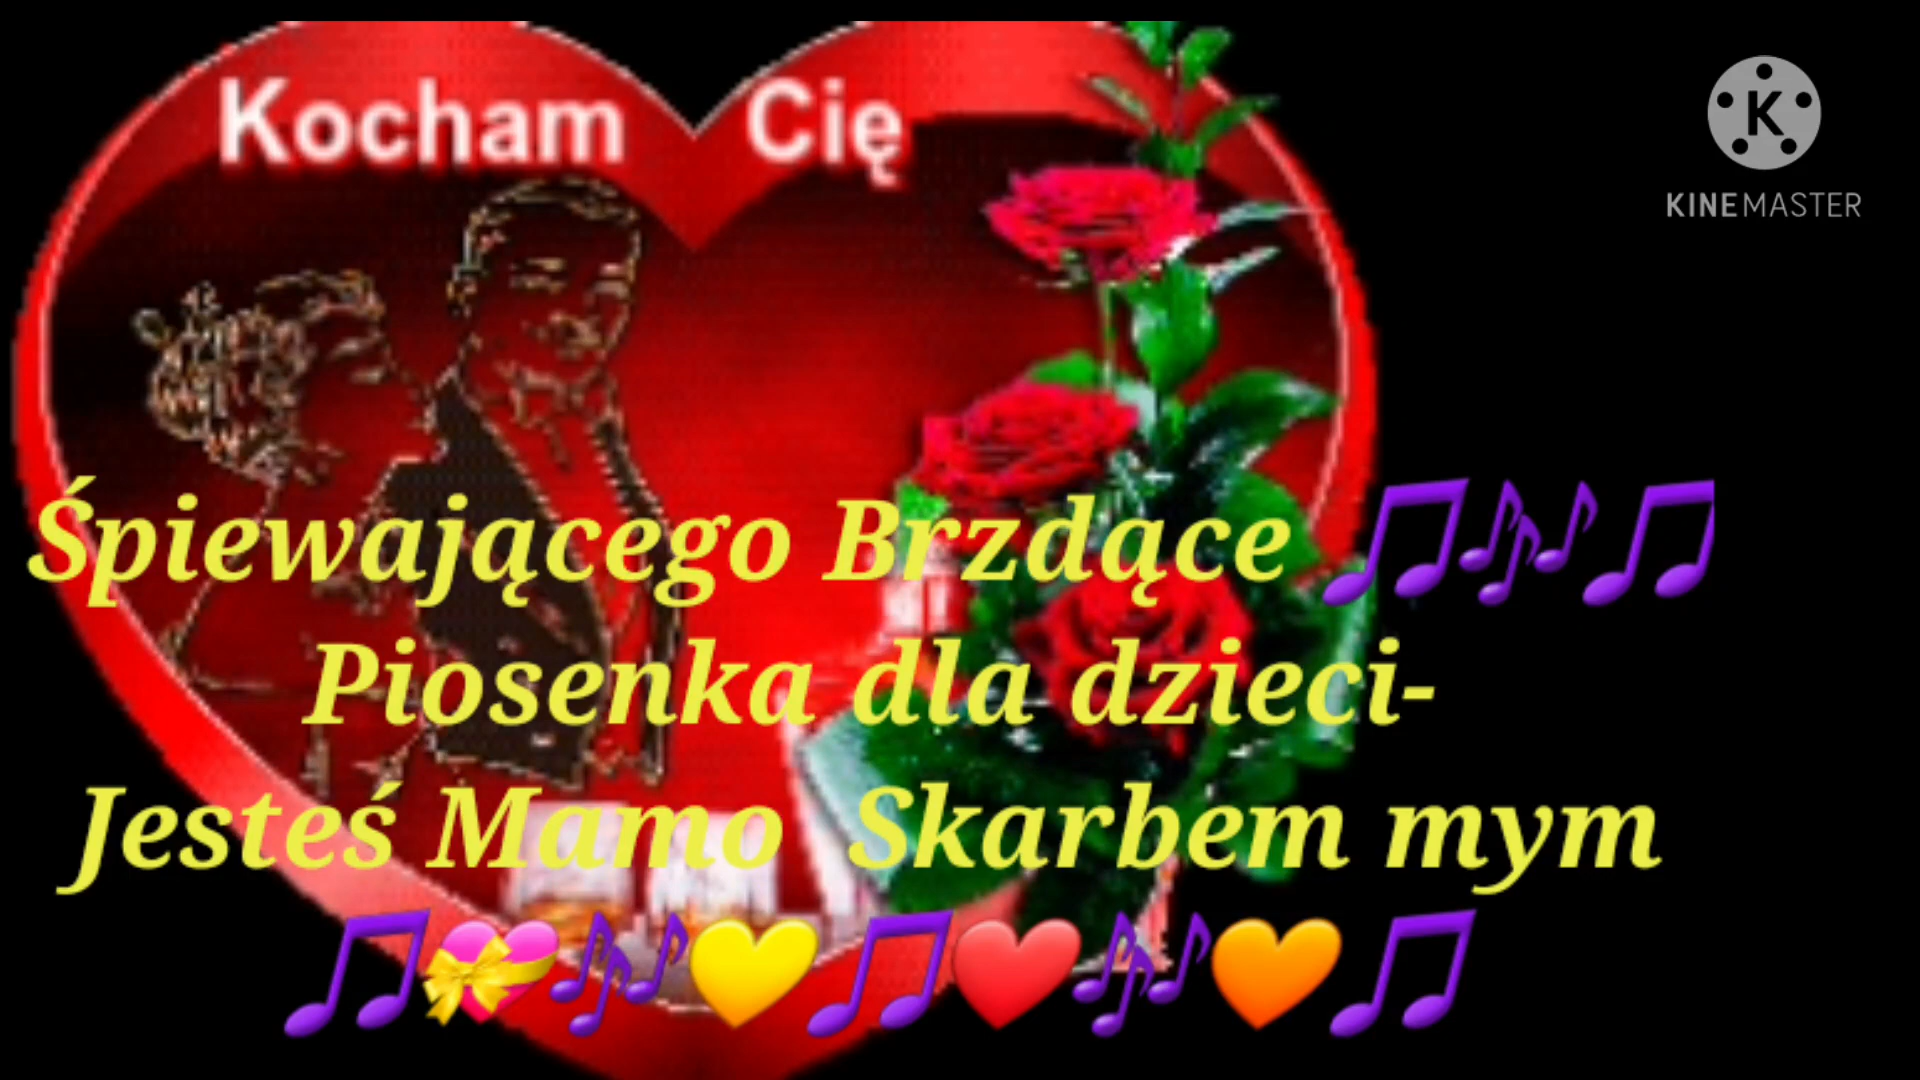 Kocham Cię
KINEMASTER
Śpiewającego Brzdące 🎵🎶🎵
Piosenka dla dzieci-
Jesteś Mamo Skarbem mym
🎵💝🎶💛🎵❤🎶🧡🎵